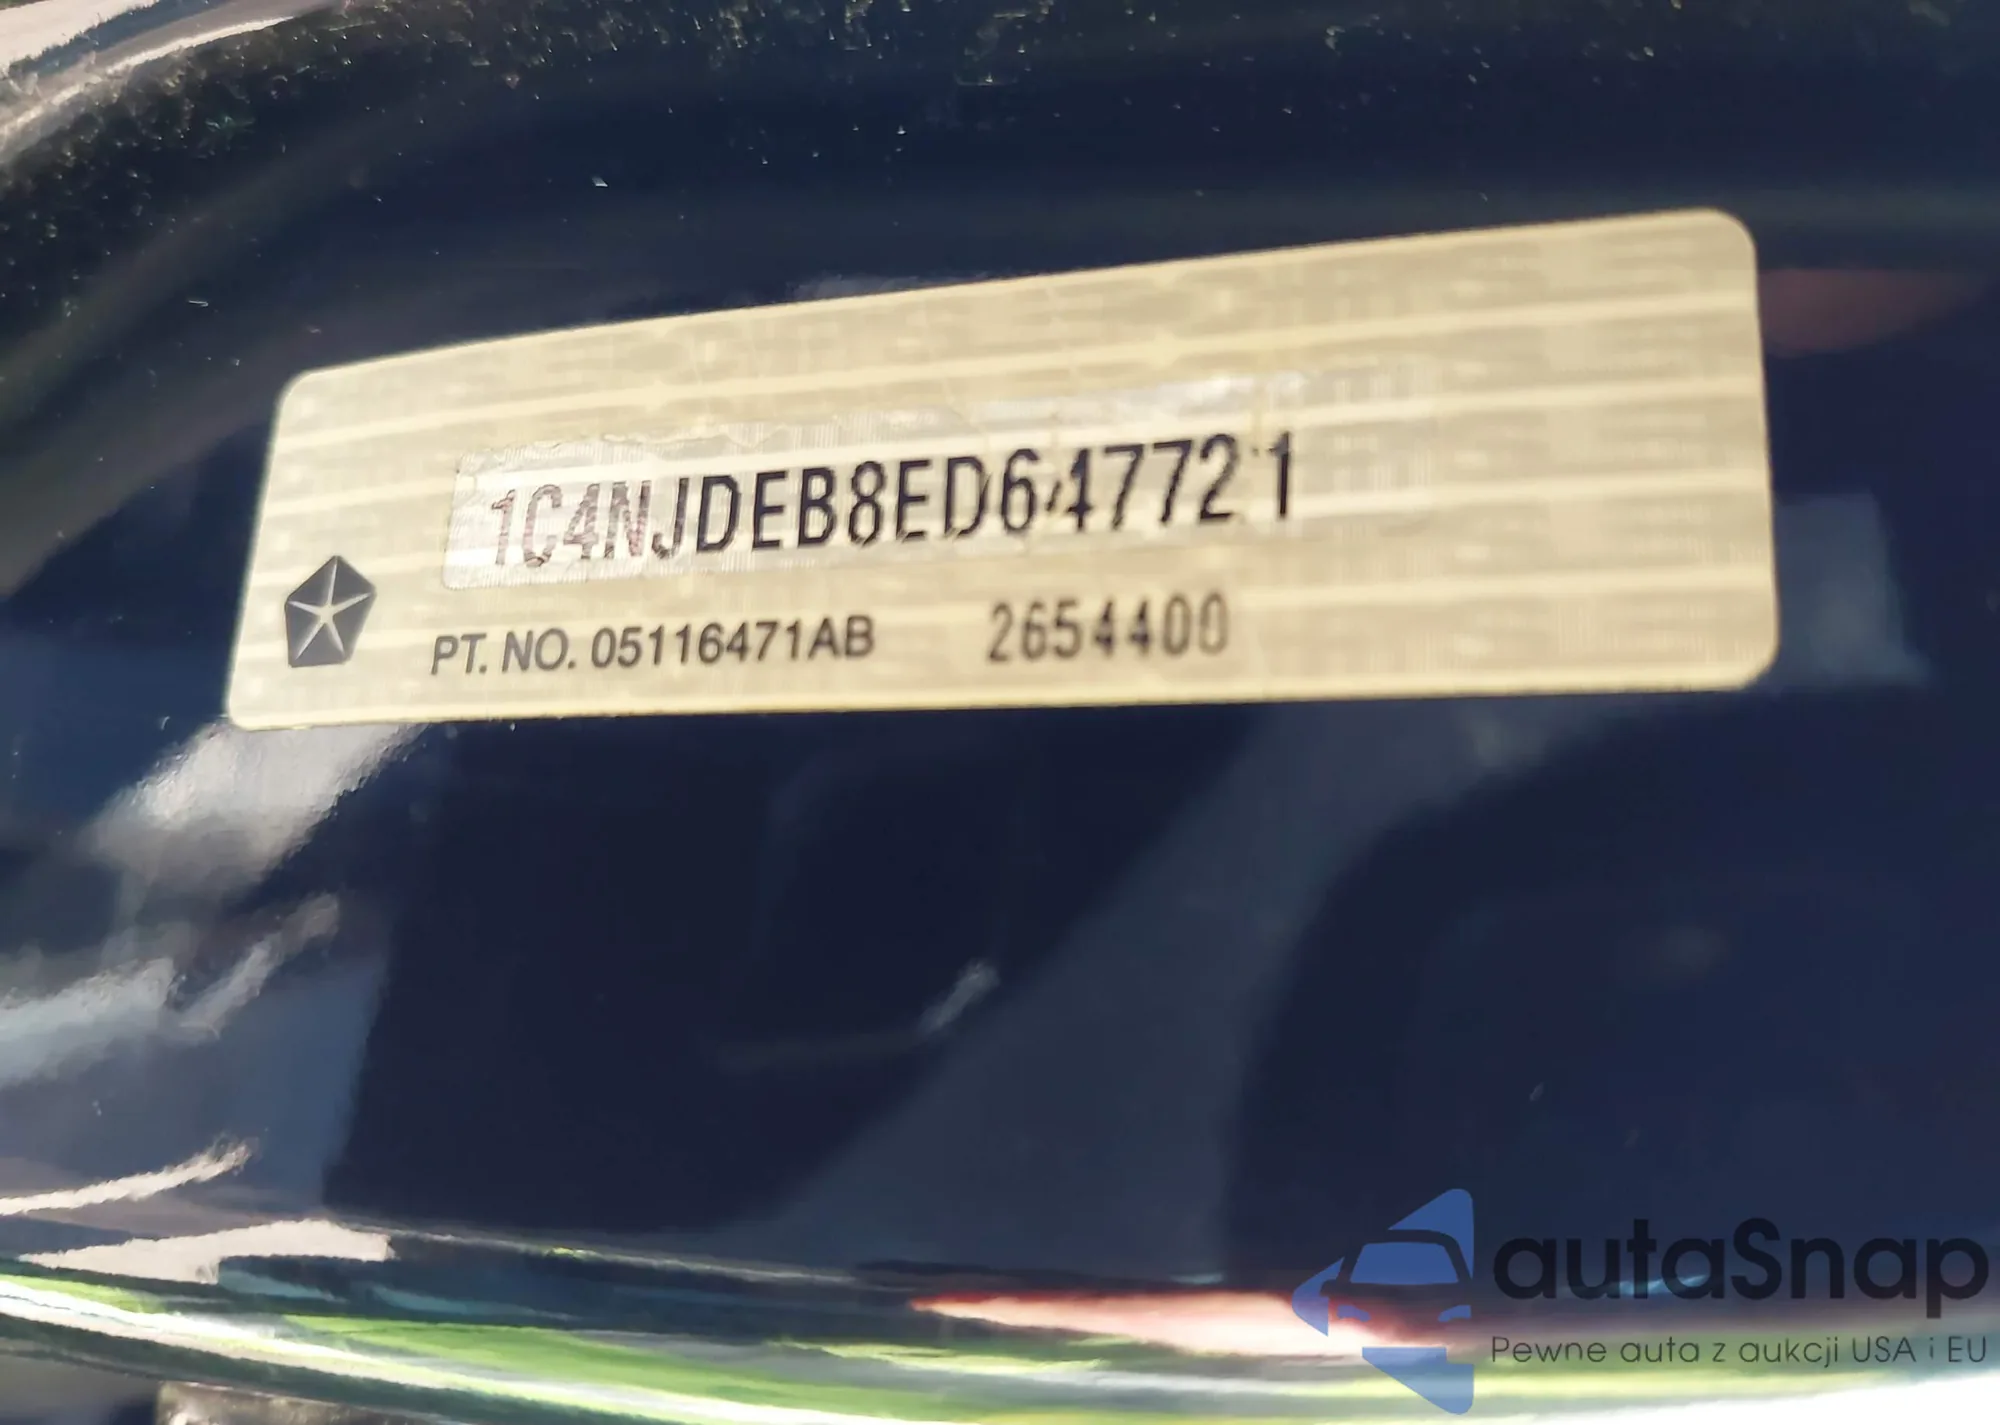 1C4NJDEB8ED647721
PT. NO. 05116471AB 2654400
autaSnap
Pewne auta z aukcji USA i EU